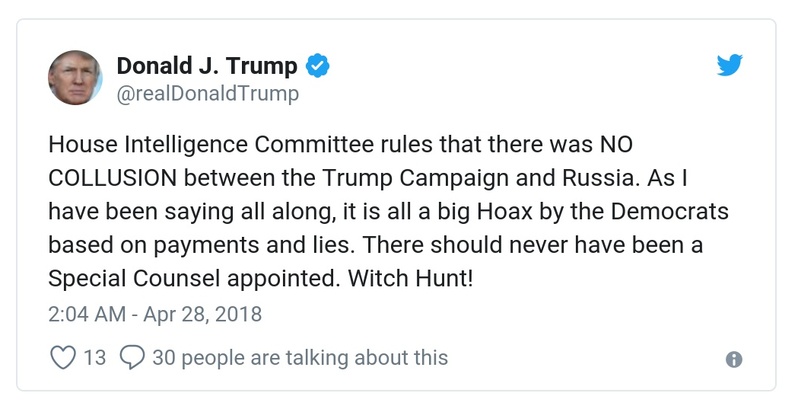 Donald J. Trump
@realDonaldTrump
House Intelligence Committee rules that there was NO
COLLUSION between the Trump Campaign and Russia. As I
have been saying all along, it is all a big Hoax by the Democrats
based on payments and lies. There should never have been a
Special Counsel appointed. Witch Hunt!
2:04 AM - Apr 28, 2018
13 30 people are talking about this